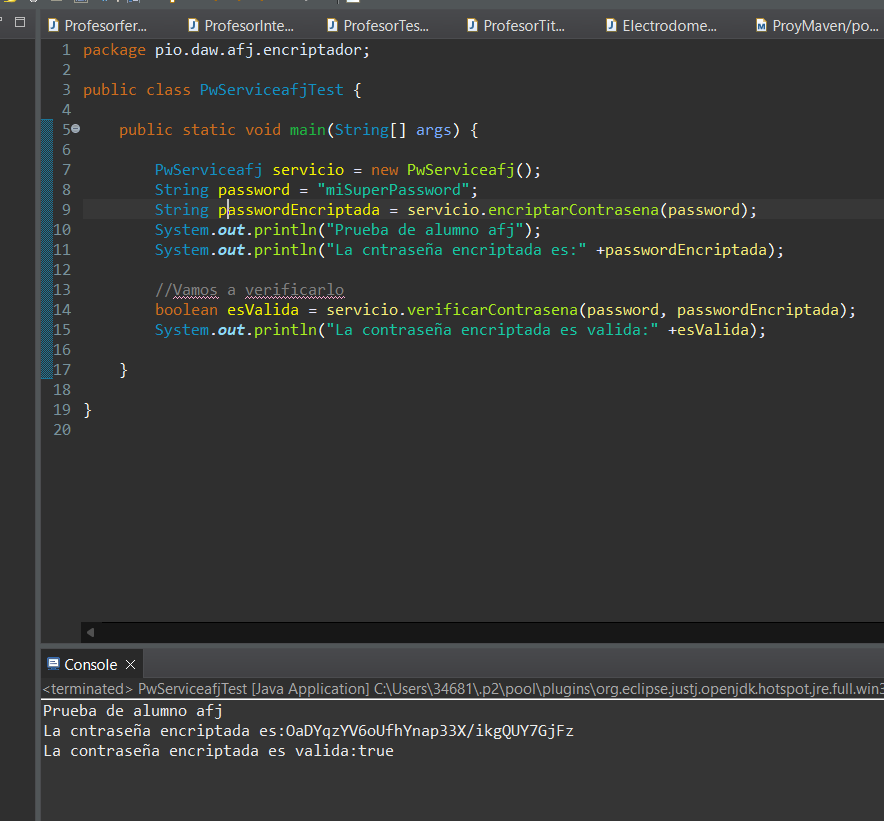 Profesorfer...
ProfesorInte...
ProfesorTes...
ProfesorTit...
Electrodome...
ProyMaven/po...
1 package pio.daw.afj.encriptador;
2
3 public class PwServiceafjTest {
4
5 public static void main(String[] args) {
6
7 PwServiceafj servicio = new PwServiceafj();
8 String password = "miSuperPassword";
9 String passwordEncriptada = servicio.encriptarContrasena(password);
10 System.out.println("Prueba de alumno afj");
11 System.out.println("La cntraseña encriptada es:" +passwordEncriptada);
12
13 //Vamos a verificarlo
14 boolean esValida = servicio.verificarContrasena(password, passwordEncriptada);
15 System.out.println("La contraseña encriptada es valida:" +esValida);
16
17 }
18
19 }
20
Console
<terminated> PwServiceafjTest [Java Application] C:\Users\34681\.p2\pool\plugins\org.eclipse.justj.openjdk.hotspot.jre.full.win3
Prueba de alumno afj
La cntraseña encriptada es:OaDYqzYV6oUfhYnap33X/ikgQUY7GjFz
La contraseña encriptada es valida:true